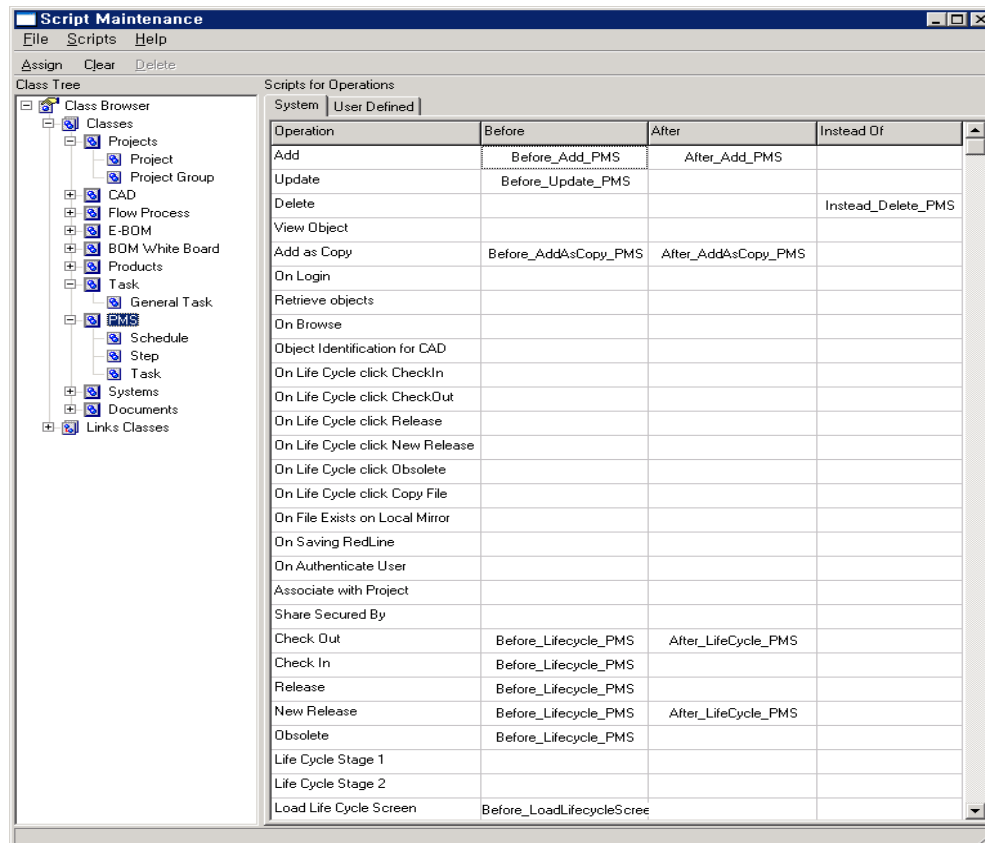 Script Maintenance
File Scripts Help
Assign Clear Delete
Class Tree
Class Browser
Classes
Projects
Project
Project Group
CAD
Flow Process
E-BOM
BOM White Board
Products
Task
General Task
PMS
Schedule
Step
Task
Systems
Documents
Links Classes
Scripts for Operations
System User Defined
Operation Before After Instead Of
Add Before_Add_PMS After_Add_PMS
Update Before_Update_PMS
Delete Instead_Delete_PMS
View Object
Add as Copy Before_AddAsCopy_PMS After_AddAsCopy_PMS
On Login
Retrieve objects
On Browse
Object Identification for CAD
On Life Cycle click CheckIn
On Life Cycle click CheckOut
On Life Cycle click Release
On Life Cycle click New Release
On Life Cycle click Obsolete
On Life Cycle click Copy File
On File Exists on Local Mirror
On Saving RedLine
On Authenticate User
Associate with Project
Share Secured By
Check Out Before_Lifecycle_PMS After_LifeCycle_PMS
Check In Before_Lifecycle_PMS
Release Before_Lifecycle_PMS
New Release Before_Lifecycle_PMS After_LifeCycle_PMS
Obsolete Before_Lifecycle_PMS
Life Cycle Stage 1
Life Cycle Stage 2
Load Life Cycle Screen Before_LoadLifecycleScree